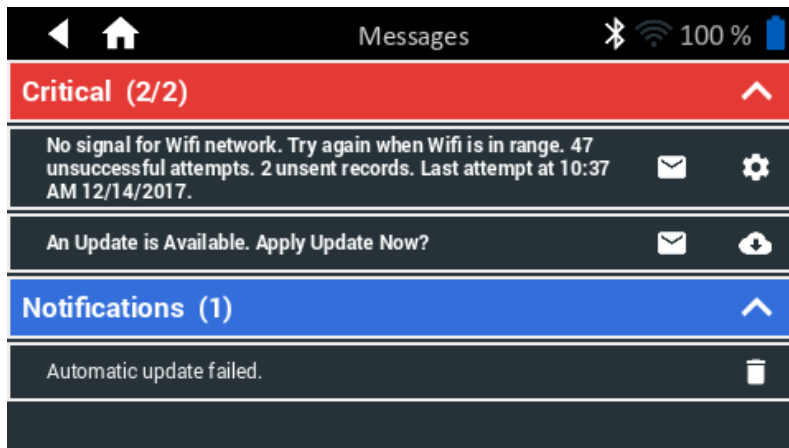 Messages 100 %
Critical (2/2)
No signal for Wifi network. Try again when Wifi is in range. 47
unsuccessful attempts. 2 unsent records. Last attempt at 10:37
AM 12/14/2017.
An Update is Available. Apply Update Now?
Notifications (1)
Automatic update failed.